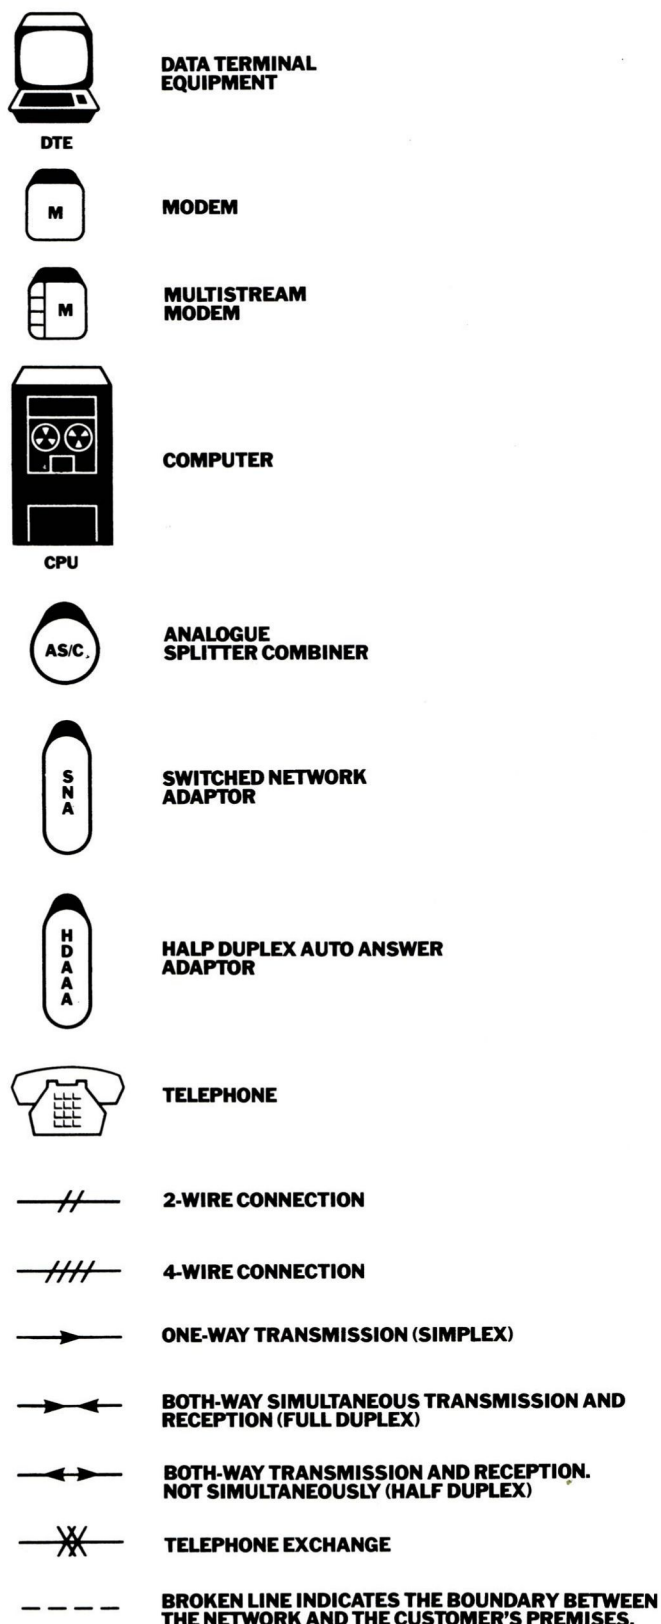 DATA TERMINAL
EQUIPMENT
DTE
M
MODEM
M
MULTISTREAM
MODEM
COMPUTER
CPU
AS/C
ANALOGUE
SPLITTER COMBINER
S
N
A
SWITCHED NETWORK
ADAPTOR
H
D
A
A
A
HALP DUPLEX AUTO ANSWER
ADAPTOR
TELEPHONE
2-WIRE CONNECTION
4-WIRE CONNECTION
ONE-WAY TRANSMISSION (SIMPLEX)
BOTH-WAY SIMULTANEOUS TRANSMISSION AND
RECEPTION (FULL DUPLEX)
BOTH-WAY TRANSMISSION AND RECEPTION.
NOT SIMULTANEOUSLY (HALF DUPLEX)
TELEPHONE EXCHANGE
BROKEN LINE INDICATES THE BOUNDARY BETWEEN
THE NETWORK AND THE CUSTOMER'S PREMISES.